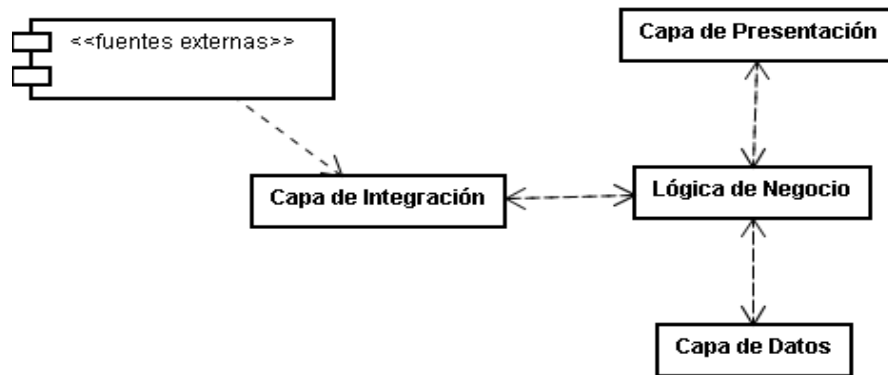 <<fuentes externas>>
Capa de Presentación
Capa de Integración
Lógica de Negocio
Capa de Datos